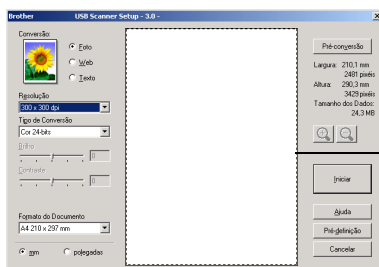 Brother USB Scanner Setup - 3.0 -
Conversão:
Foto
Web
Texto
Resolução
300 x 300 dpi
Tipo de Conversão
Cor 24-bits
Brilho
0
Contraste
0
Formato do Documento
A4 210 x 297 mm
mm polegadas
Pré-conversão
Largura: 210,1 mm
2481 pixéis
Altura: 290,3 mm
3429 pixéis
Tamanho dos Dados:
24,3 MB
Iniciar
Ajuda
Pré-definição
Cancelar